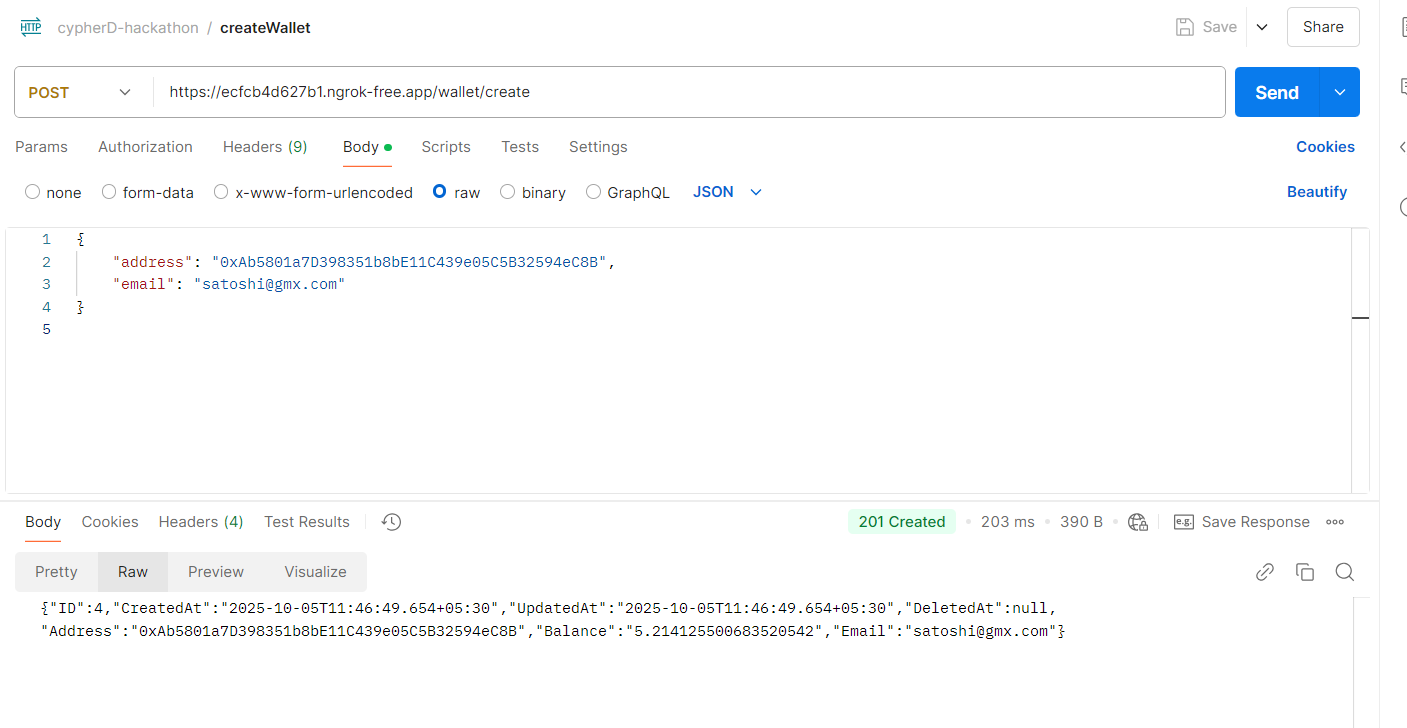 HTTP cypherD-hackathon / createWallet Save Share
POST https://ecfcb4d627b1.ngrok-free.app/wallet/create Send
Params Authorization Headers (9) Body Scripts Tests Settings Cookies
none form-data x-www-form-urlencoded raw binary GraphQL JSON Beautify
1 {
2 "address": "0xAb5801a7D398351b8bE11C439e05C5B32594eC8B",
3 "email": "satoshi@gmx.com"
4 }
5
Body Cookies Headers (4) Test Results 201 Created 203 ms 390 B e.g. Save Response
Pretty Raw Preview Visualize
{"ID":4,"CreatedAt":"2025-10-05T11:46:49.654+05:30","UpdatedAt":"2025-10-05T11:46:49.654+05:30","DeletedAt":null,
"Address":"0xAb5801a7D398351b8bE11C439e05C5B32594eC8B","Balance":"5.214125500683520542","Email":"satoshi@gmx.com"}